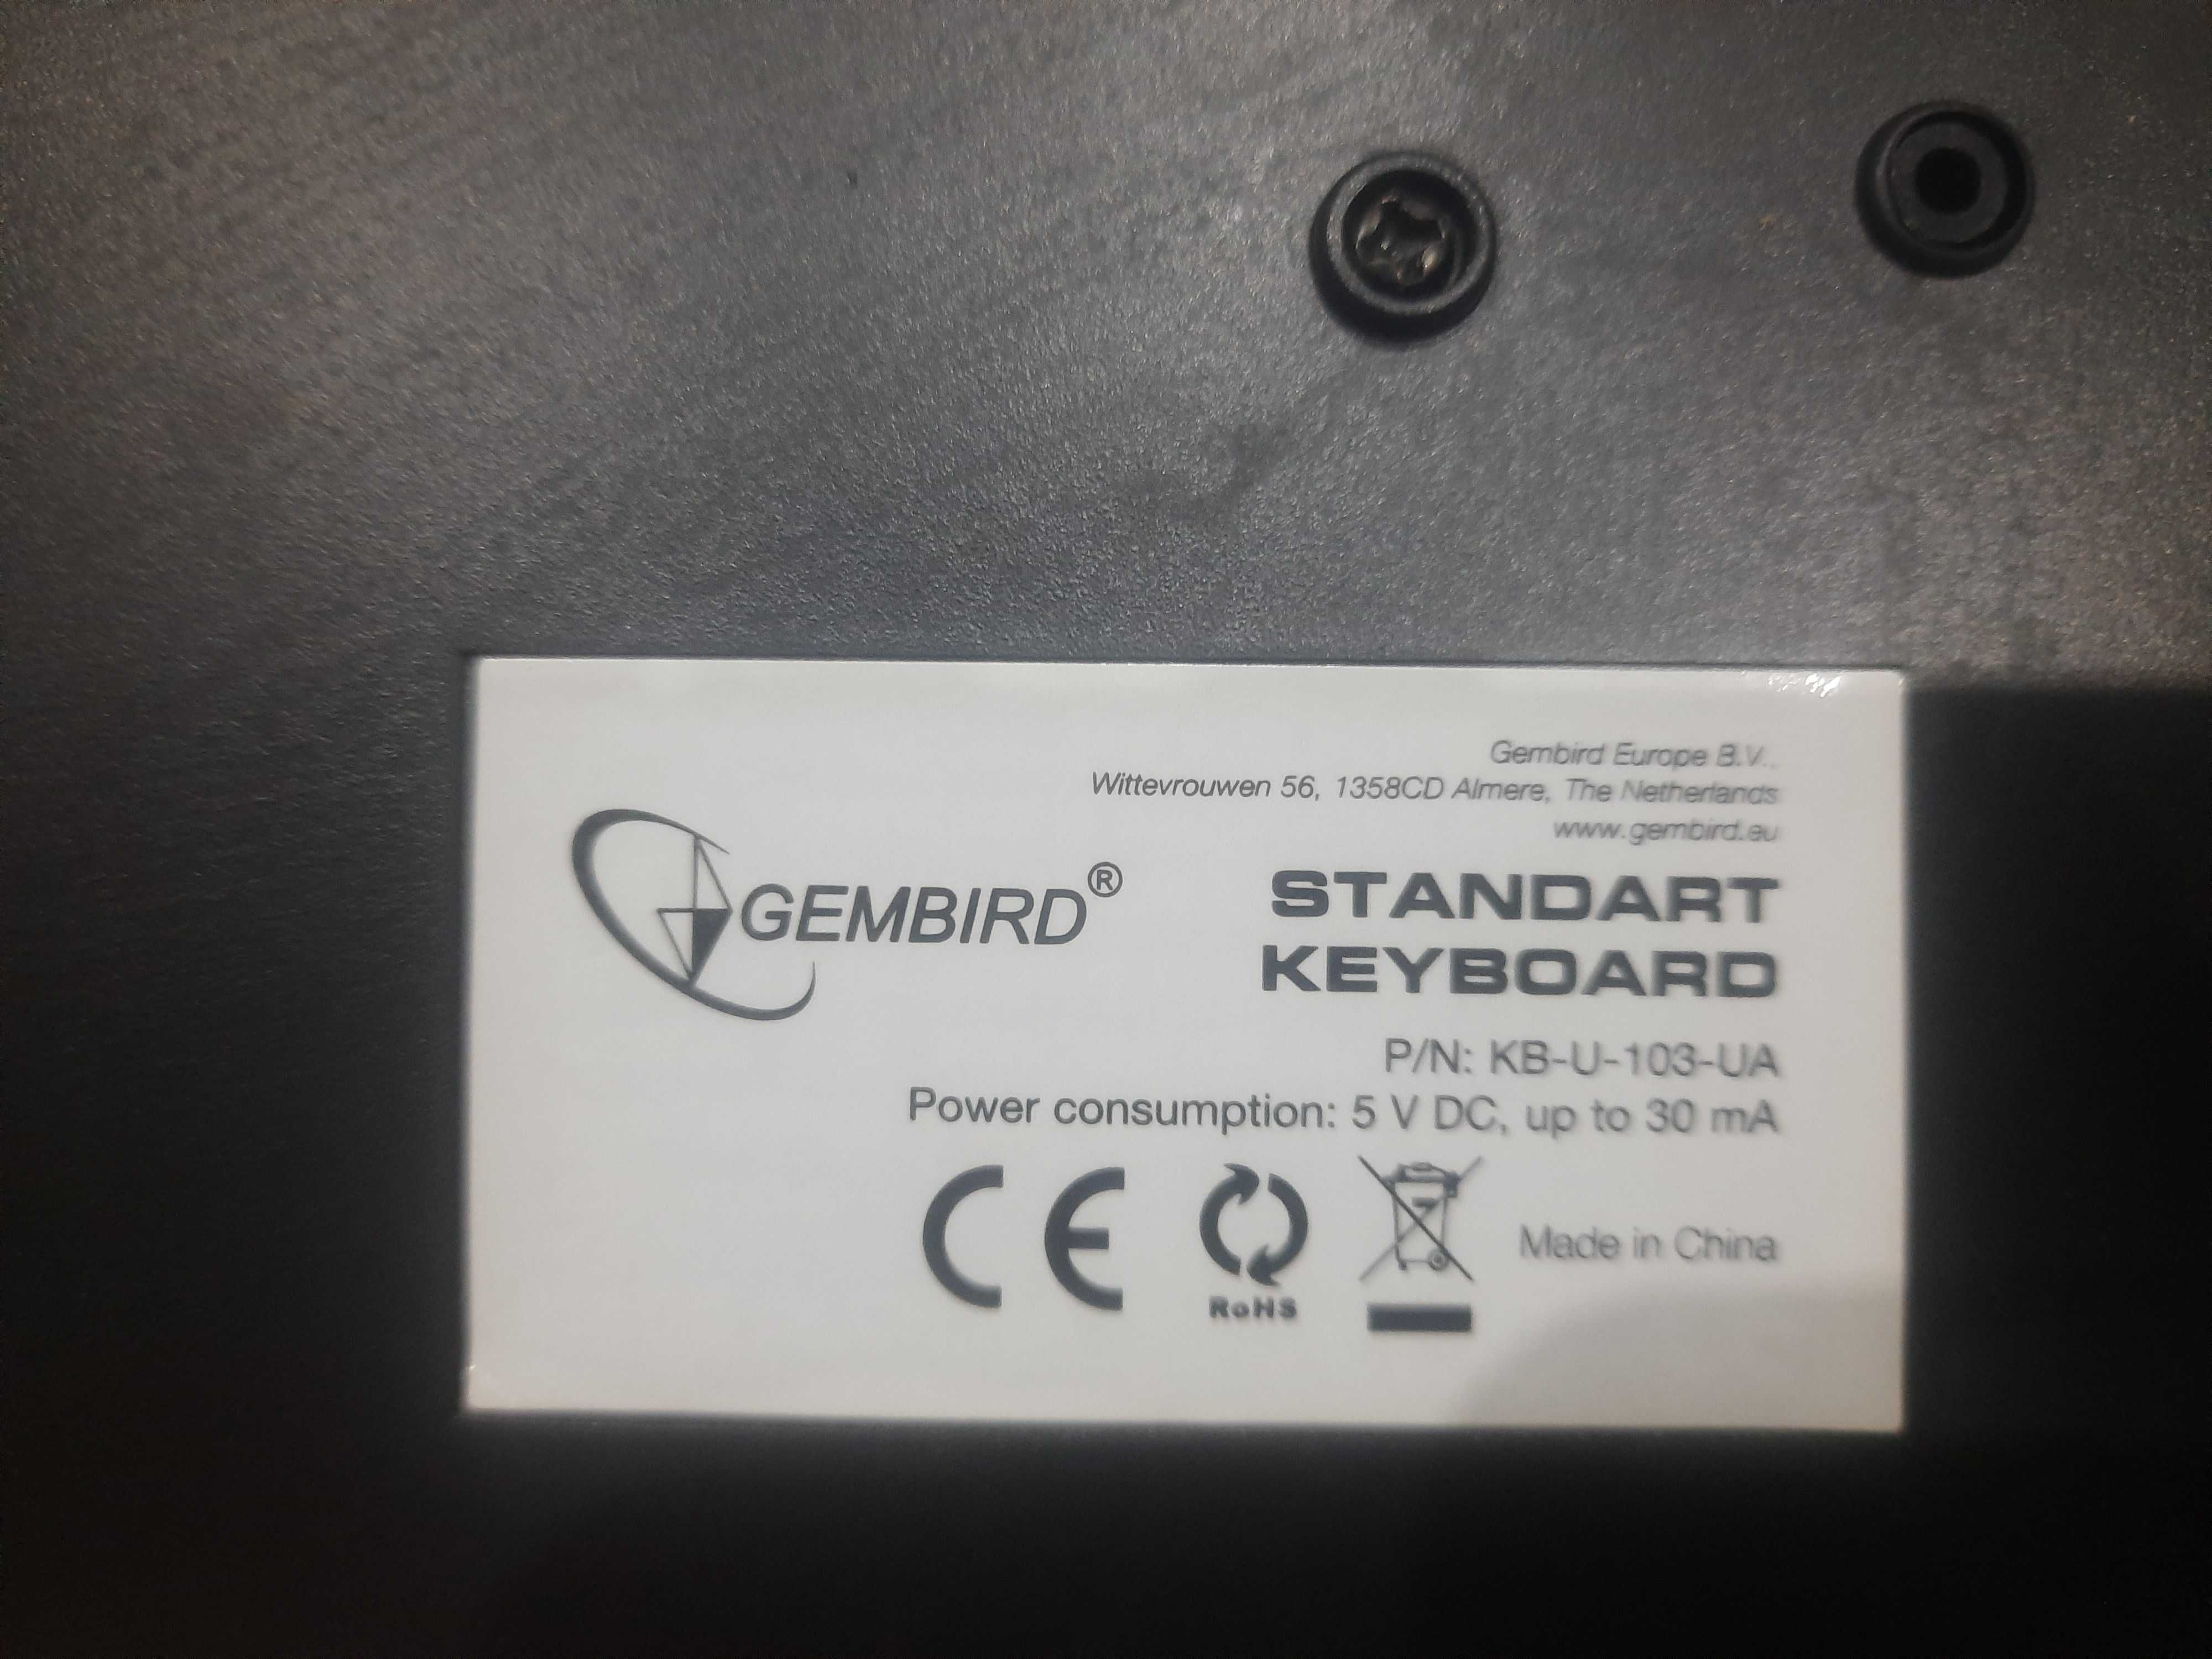 Gembird Europe B.V.,
Wittevrouwen 56, 1358CD Almere, The Netherlands
www.gembird.eu
GEMBIRD®
STANDART
KEYBOARD
P/N: KB-U-103-UA
Power consumption: 5 V DC, up to 30 mA
CE
RoHS
Made in China